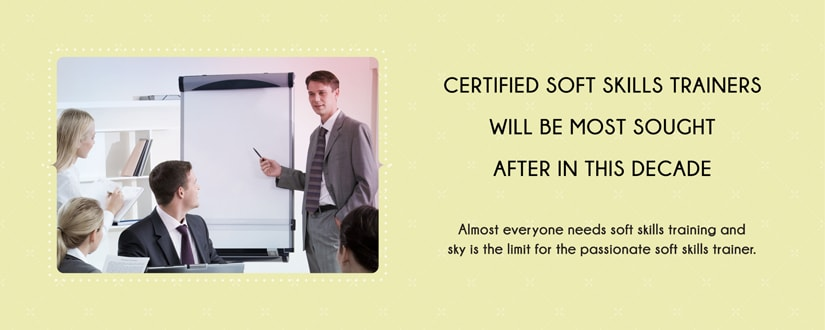 CERTIFIED SOFT SKILLS TRAINERS
WILL BE MOST SOUGHT
AFTER IN THIS DECADE
Almost everyone needs soft skills training and
sky is the limit for the passionate soft skills trainer.